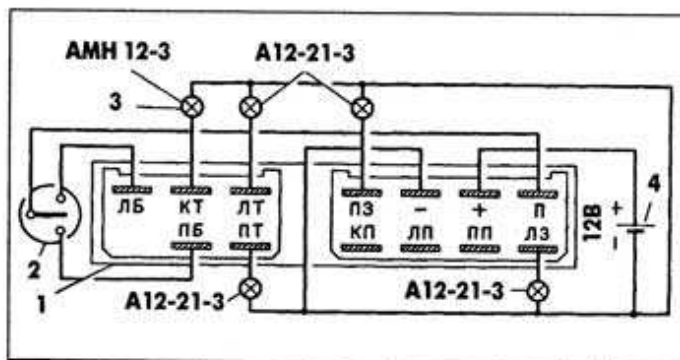 АМН 12-3
А12-21-3
3
ЛБ
КТ
ЛТ
ПЗ
–
+
П
ПБ
ПТ
КП
ЛП
ПП
ЛЗ
12В
+
–
4
2
1
А12-21-3
А12-21-3